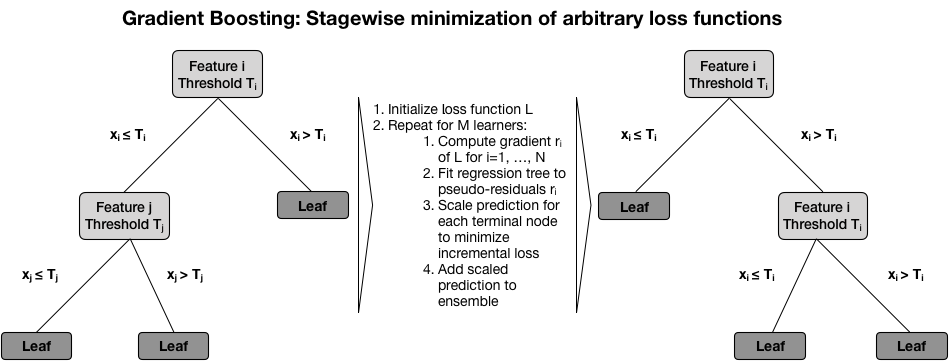 Gradient Boosting: Stagewise minimization of arbitrary loss functions
Feature i
Threshold Tᵢ
xᵢ ≤ Tᵢ
xᵢ > Tᵢ
Feature j
Threshold Tⱼ
Leaf
xⱼ ≤ Tⱼ
xⱼ > Tⱼ
Leaf
Leaf
1. Initialize loss function L
2. Repeat for M learners:
1. Compute gradient rᵢ
of L for i=1, …, N
2. Fit regression tree to
pseudo-residuals rᵢ
3. Scale prediction for
each terminal node
to minimize
incremental loss
4. Add scaled
prediction to
ensemble
Feature i
Threshold Tᵢ
xᵢ ≤ Tᵢ
xᵢ > Tᵢ
Leaf
Feature i
Threshold Tᵢ
xᵢ ≤ Tᵢ
xᵢ > Tᵢ
Leaf
Leaf